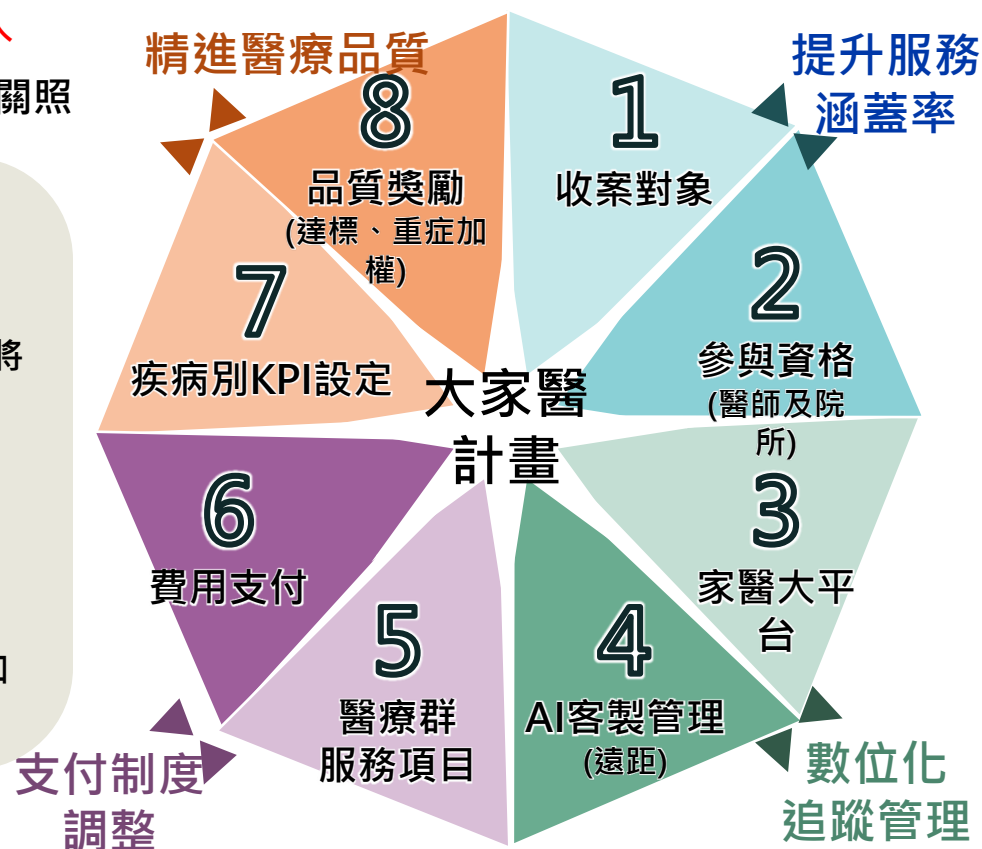 關照
將
精進醫療品質
提升服務
涵蓋率
8
品質獎勵
(達標、重症加
權)
1
收案對象
2
參與資格
(醫師及院
所)
7
疾病別KPI設定
大家醫
計畫
3
家醫大平
台
6
費用支付
5
醫療群
服務項目
4
AI客製管理
(遠距)
支付制度
調整
數位化
追蹤管理